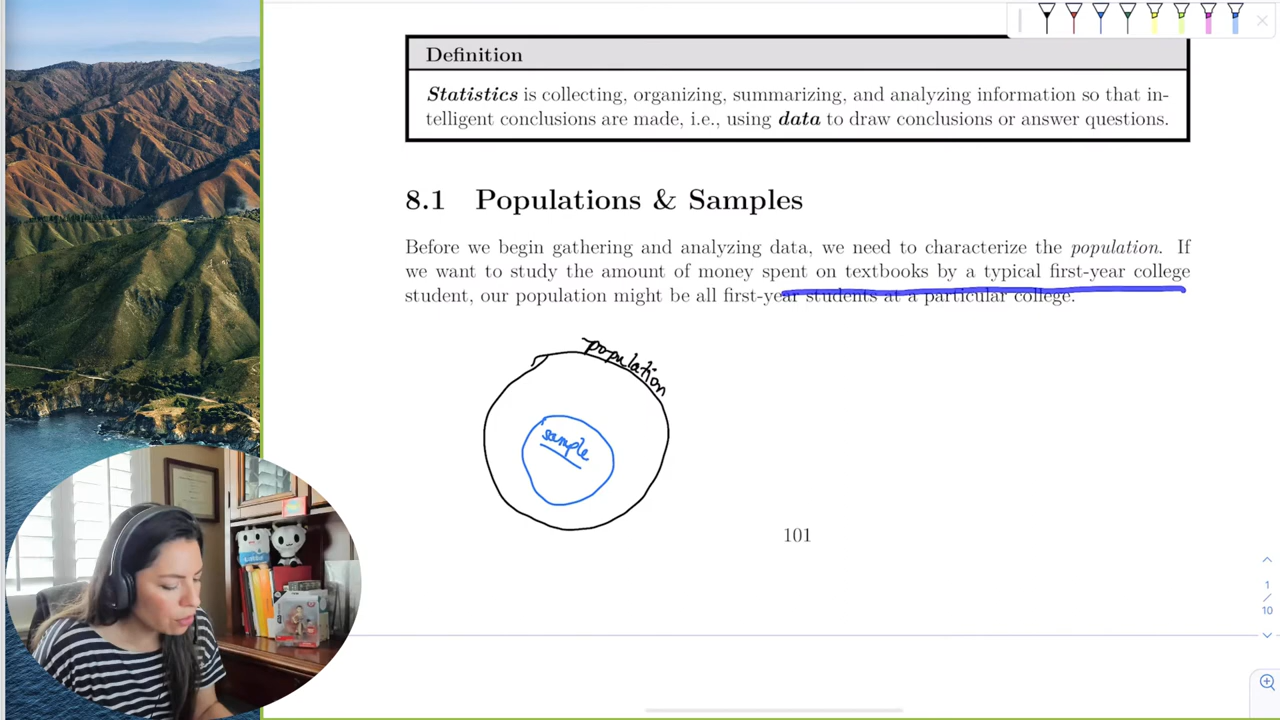 Definition
Statistics is collecting, organizing, summarizing, and analyzing information so that in-
telligent conclusions are made, i.e., using data to draw conclusions or answer questions.
8.1 Populations & Samples
Before we begin gathering and analyzing data, we need to characterize the population. If
we want to study the amount of money spent on textbooks by a typical first-year college
student, our population might be all first-year students at a particular college.
population
sample
101
1
/
10